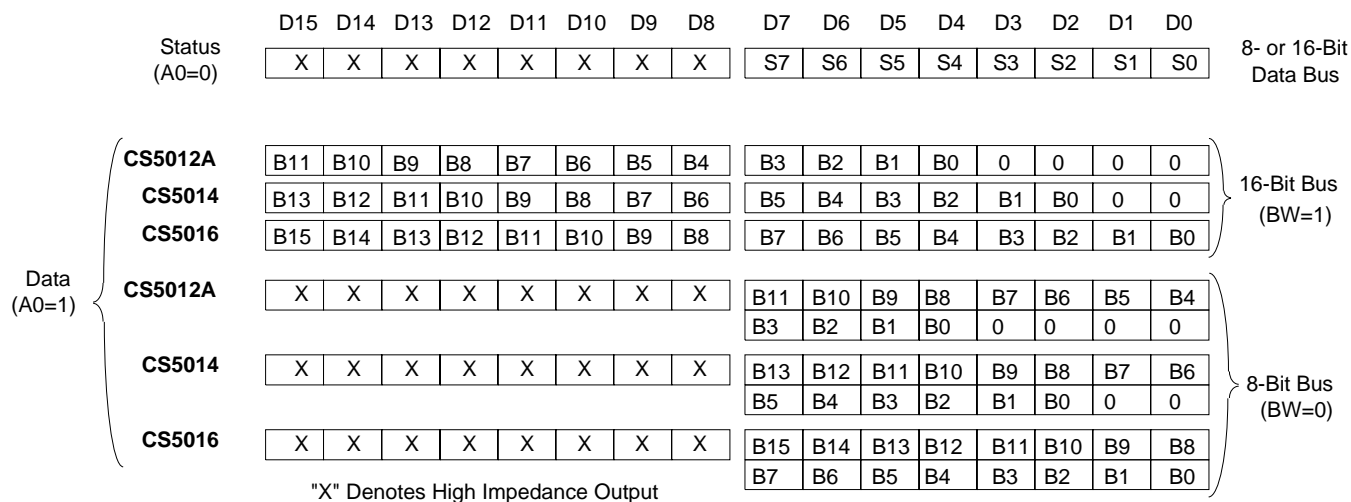 D15 D14 D13 D12 D11 D10 D9 D8 D7 D6 D5 D4 D3 D2 D1 D0
Status
(A0=0)
X X X X X X X X S7 S6 S5 S4 S3 S2 S1 S0
8- or 16-Bit
Data Bus
Data
(A0=1)
CS5012A B11 B10 B9 B8 B7 B6 B5 B4 B3 B2 B1 B0 0 0 0 0
CS5014 B13 B12 B11 B10 B9 B8 B7 B6 B5 B4 B3 B2 B1 B0 0 0
CS5016 B15 B14 B13 B12 B11 B10 B9 B8 B7 B6 B5 B4 B3 B2 B1 B0
16-Bit Bus
(BW=1)
CS5012A X X X X X X X X B11 B10 B9 B8 B7 B6 B5 B4
B3 B2 B1 B0 0 0 0 0
CS5014 X X X X X X X X B13 B12 B11 B10 B9 B8 B7 B6
B5 B4 B3 B2 B1 B0 0 0
CS5016 X X X X X X X X B15 B14 B13 B12 B11 B10 B9 B8
B7 B6 B5 B4 B3 B2 B1 B0
8-Bit Bus
(BW=0)
"X" Denotes High Impedance Output